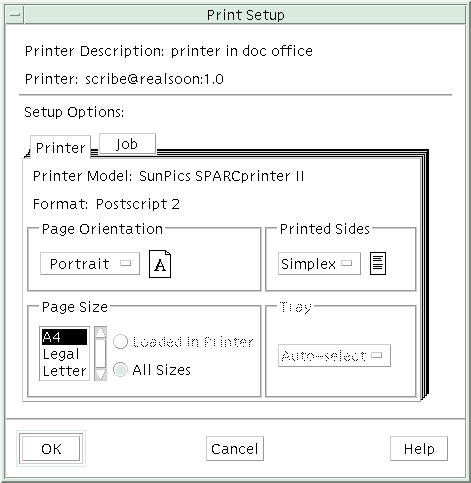 Print Setup
Printer Description: printer in doc office
Printer: scribe@realsoon:1.0
Setup Options:
Printer Job
Printer Model: SunPics SPARCprinter II
Format: Postscript 2
Page Orientation Printed Sides
Portrait A Simplex
Page Size Tray
A4
Loaded In Printer
Legal Auto-select
Letter All Sizes
OK Cancel Help